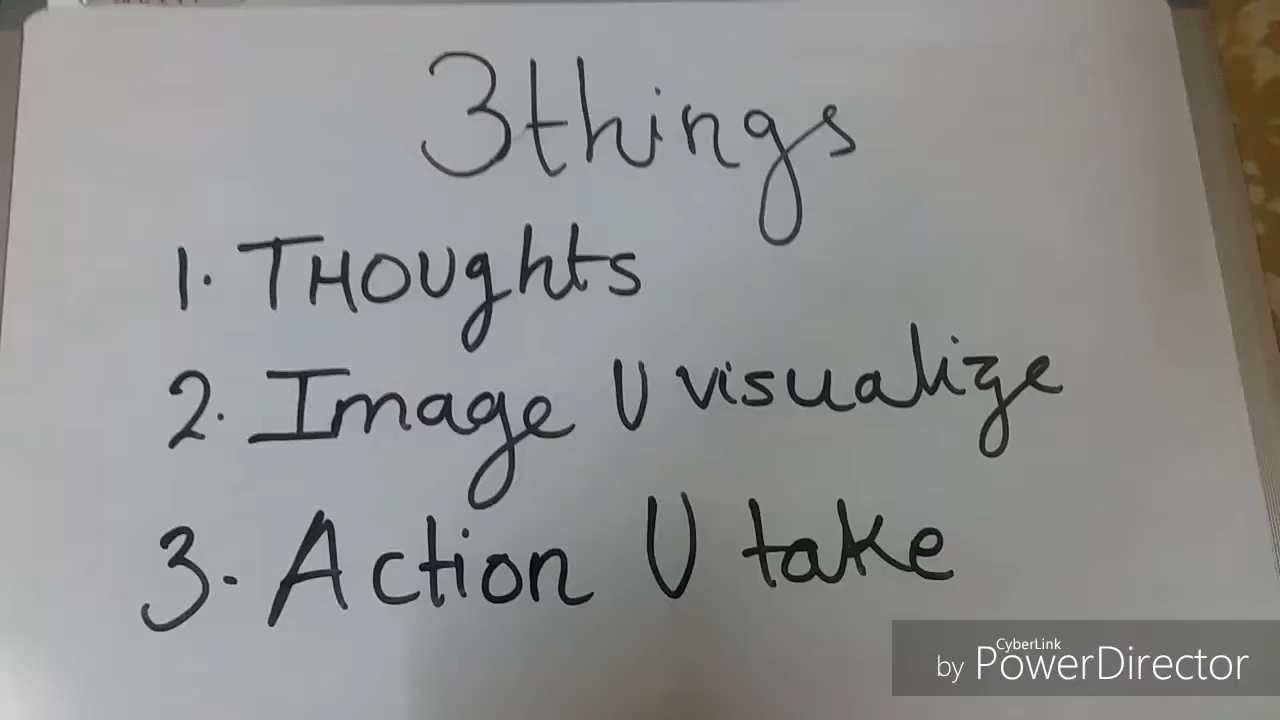 3things
1. THOughts
2. Image U visualize
3. Action U take
CyberLink
by PowerDirector